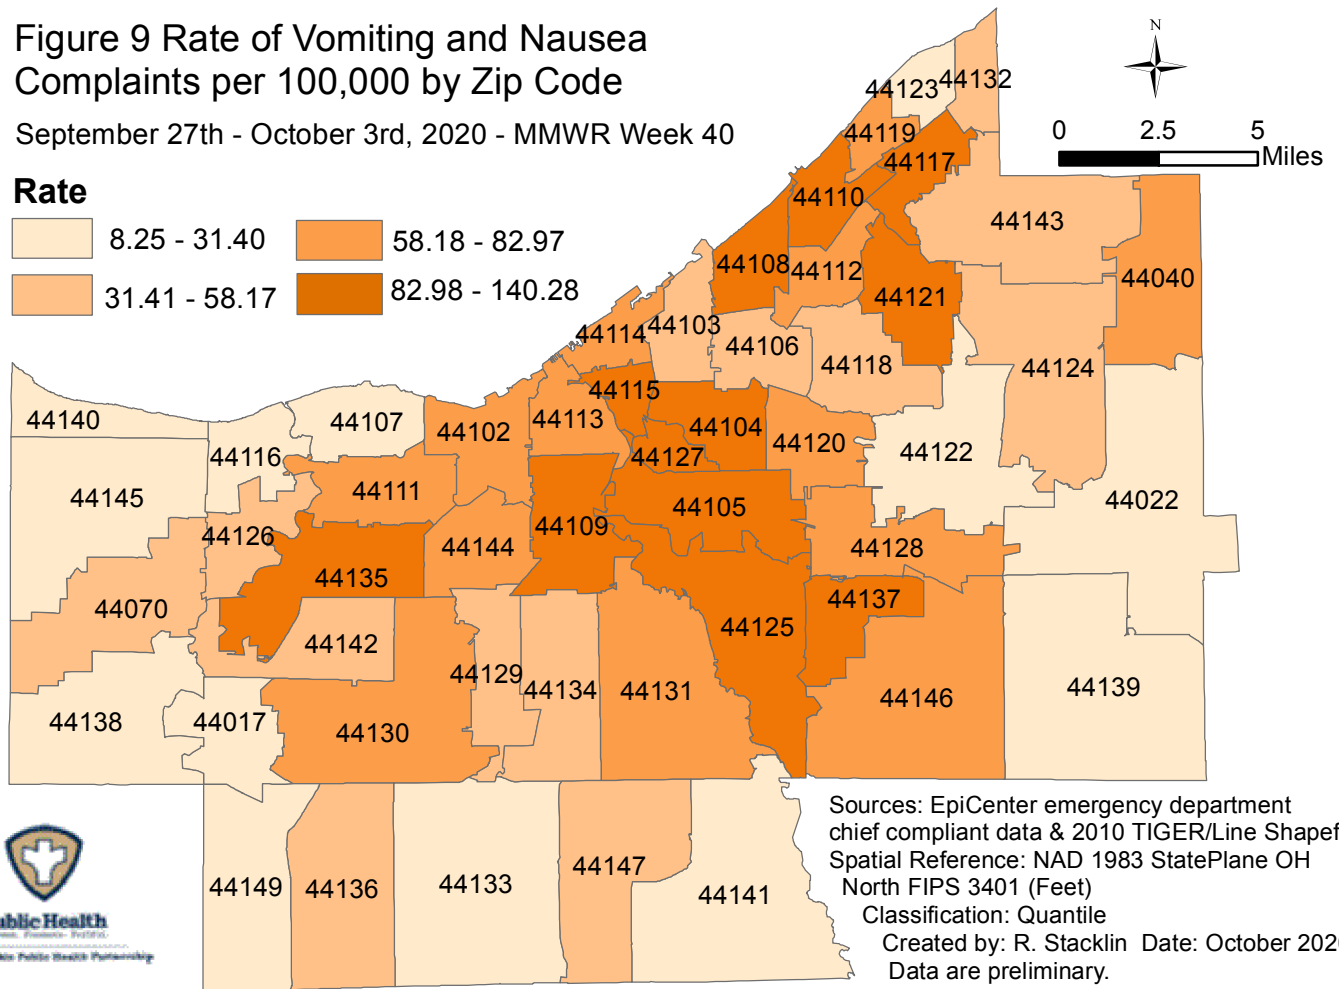 Figure 9 Rate of Vomiting and Nausea
Complaints per 100,000 by Zip Code
September 27th - October 3rd, 2020 - MMWR Week 40
Rate
8.25 - 31.40
58.18 - 82.97
31.41 - 58.17
82.98 - 140.28
N
0 2.5 5
Miles
44123
44132
44119
44117
44110
44143
44108
44112
44040
44121
44114
44103
44106
44118
44124
44115
44140
44107
44102
44113
44104
44120
44116
44127
44122
44145
44111
44105
44022
44126
44109
44144
44128
44135
44070
44137
44142
44125
44129
44134
44131
44139
44138
44017
44130
44146
44149
44136
44133
44147
44141
Sources: EpiCenter emergency department
chief compliant data & 2010 TIGER/Line Shapef
Spatial Reference: NAD 1983 StatePlane OH
North FIPS 3401 (Feet)
Classification: Quantile
Created by: R. Stacklin Date: October 202
Data are preliminary.
Public Health
Public Health Partnership